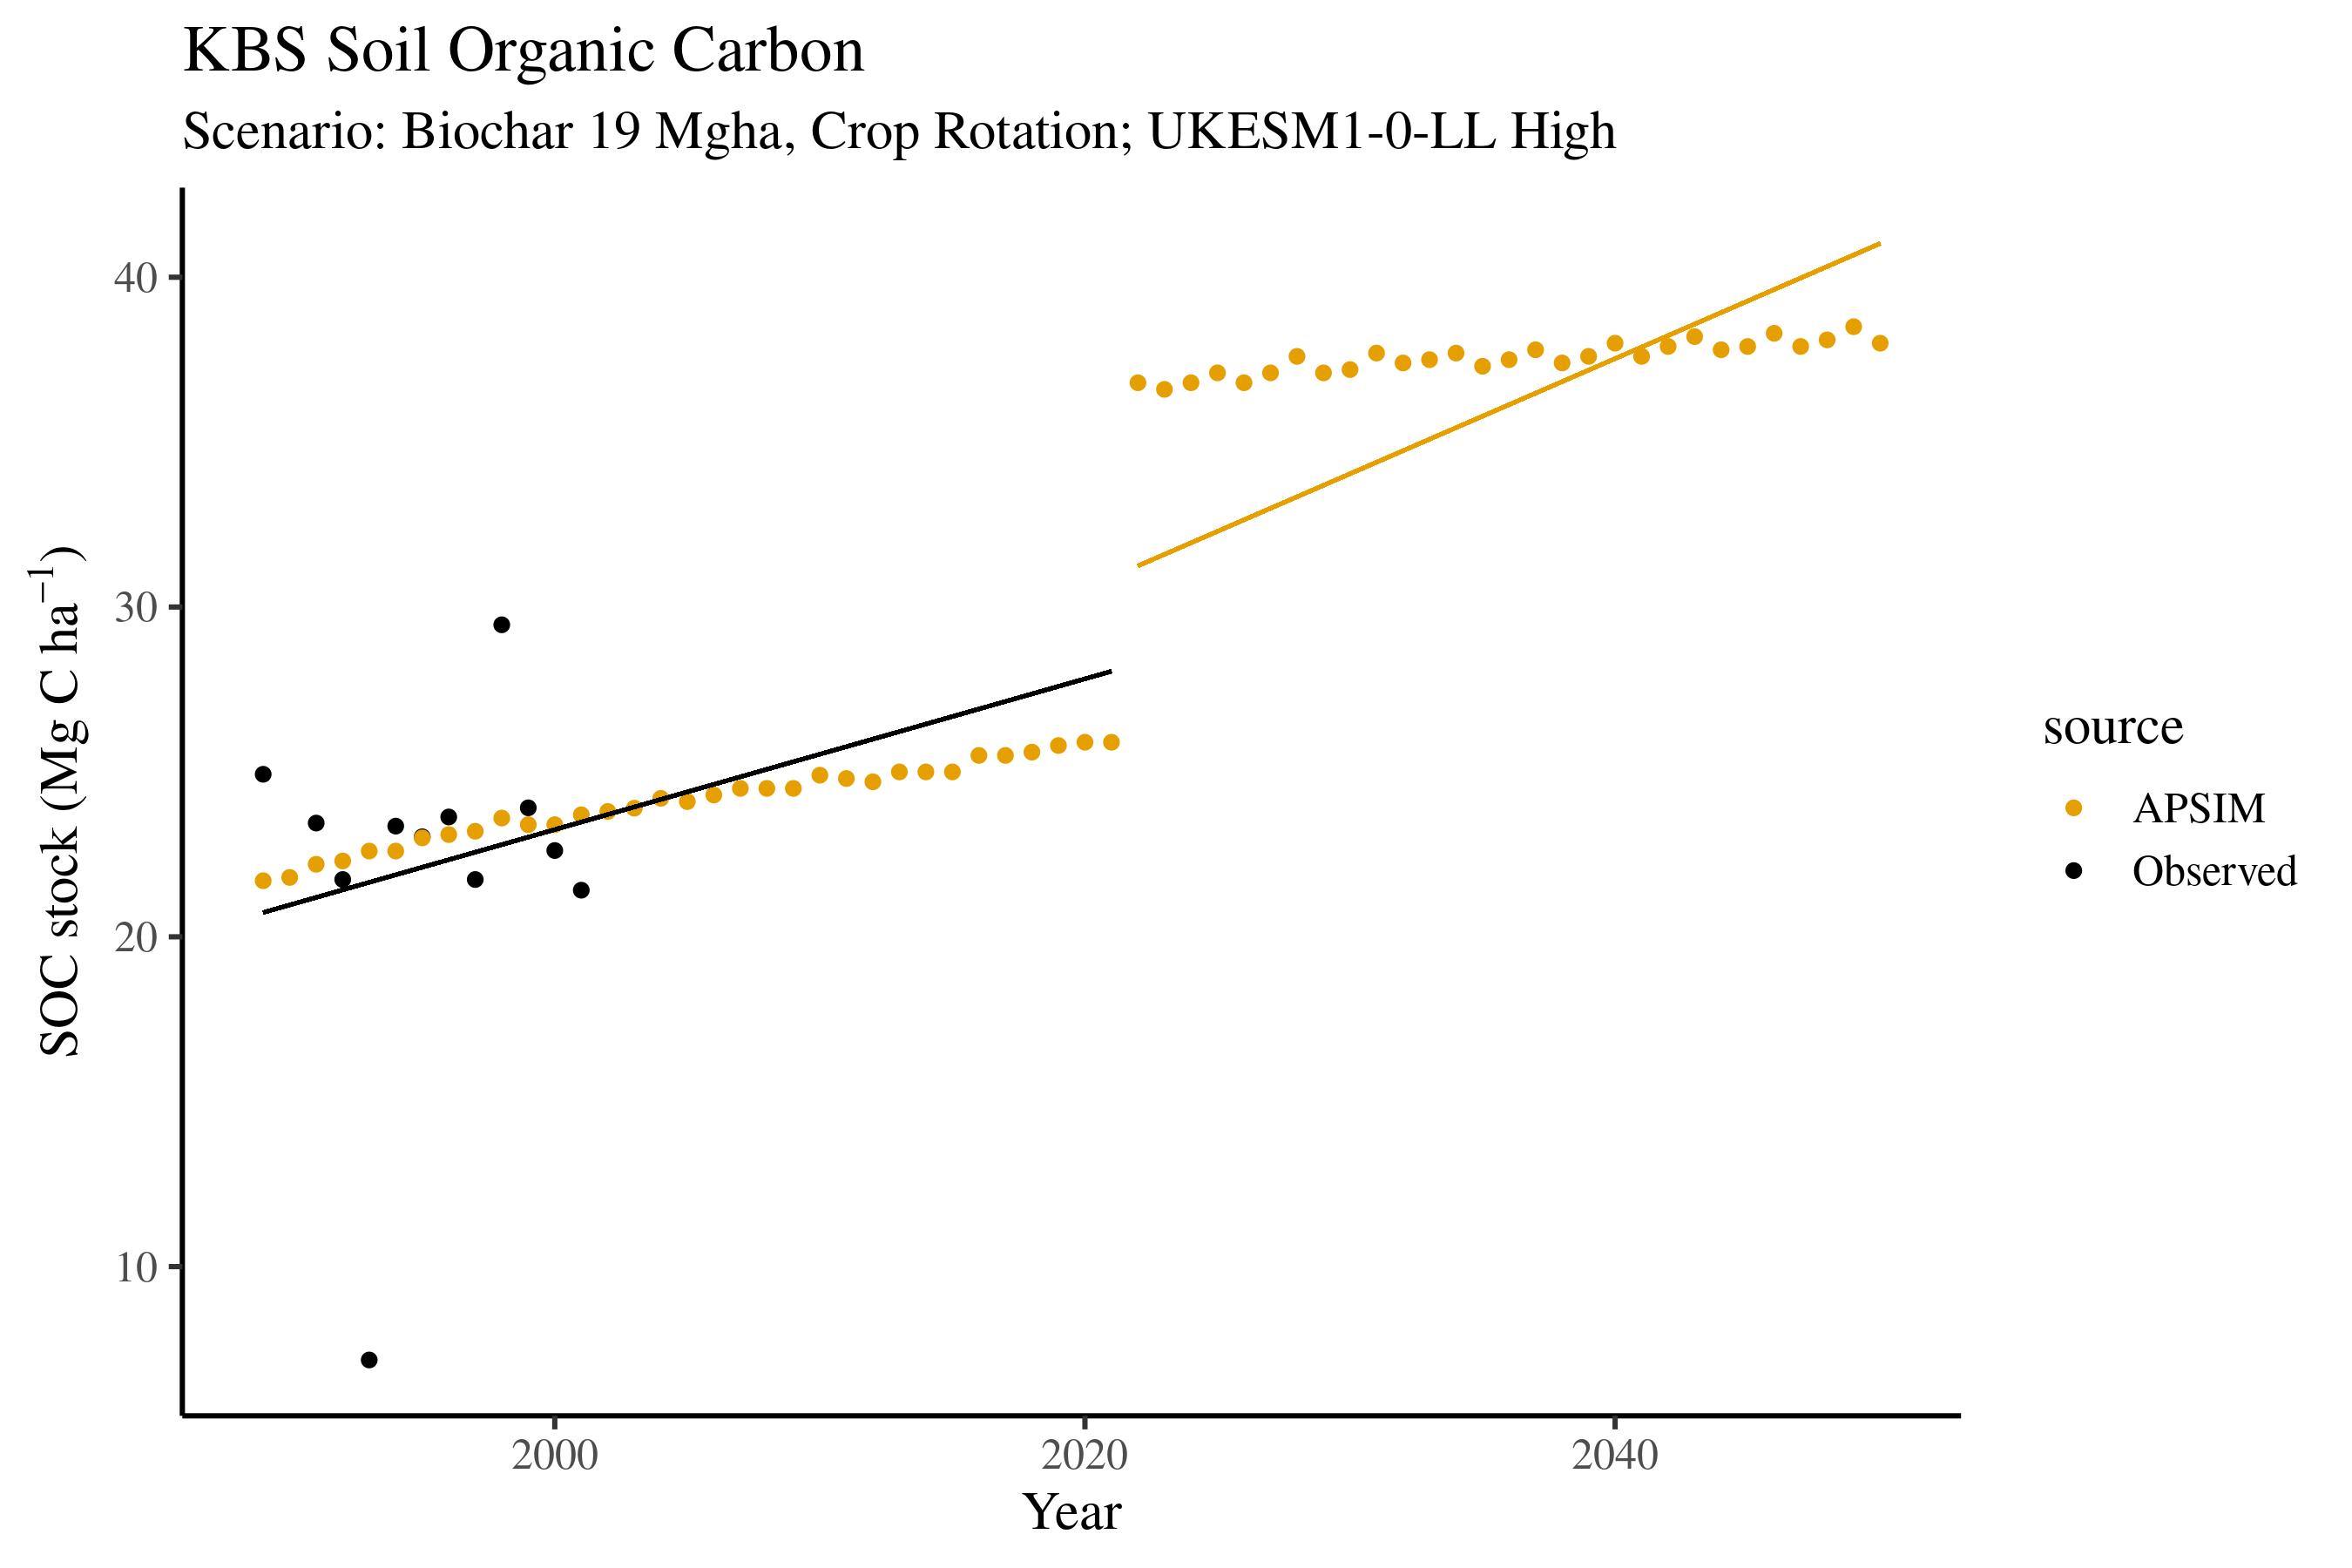 KBS Soil Organic Carbon
Scenario: Biochar 19 Mgha, Crop Rotation; UKESM1-0-LL High
SOC stock (Mg C ha⁻¹)
40
30
20
10
2000
2020
2040
Year
source
APSIM
Observed